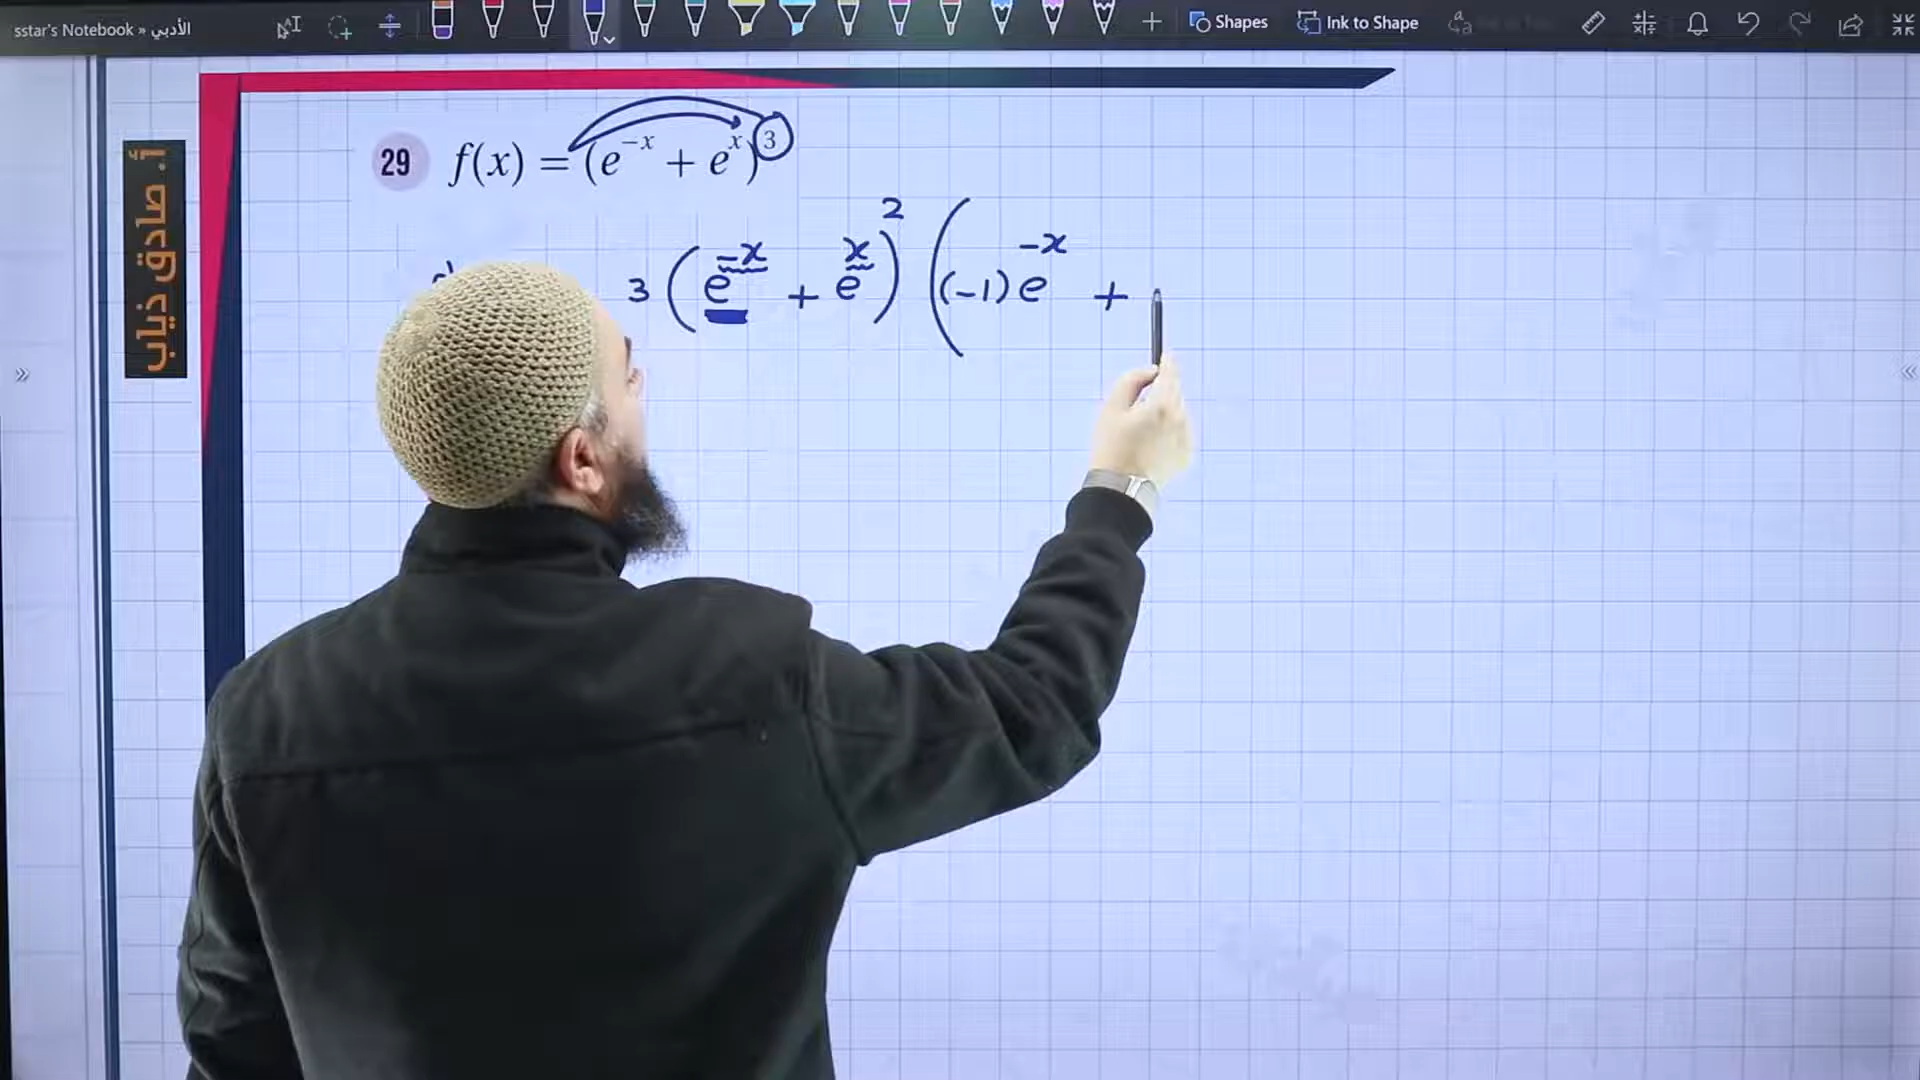 sstar's Notebook » الأدبي
Shapes
Ink to Shape
أ. صادق ذياب
29 f(x) = (e^{-x} + e^{x})^{3}
3 (e^{-x} + e^{x})^{2} ((-1) e^{-x} +